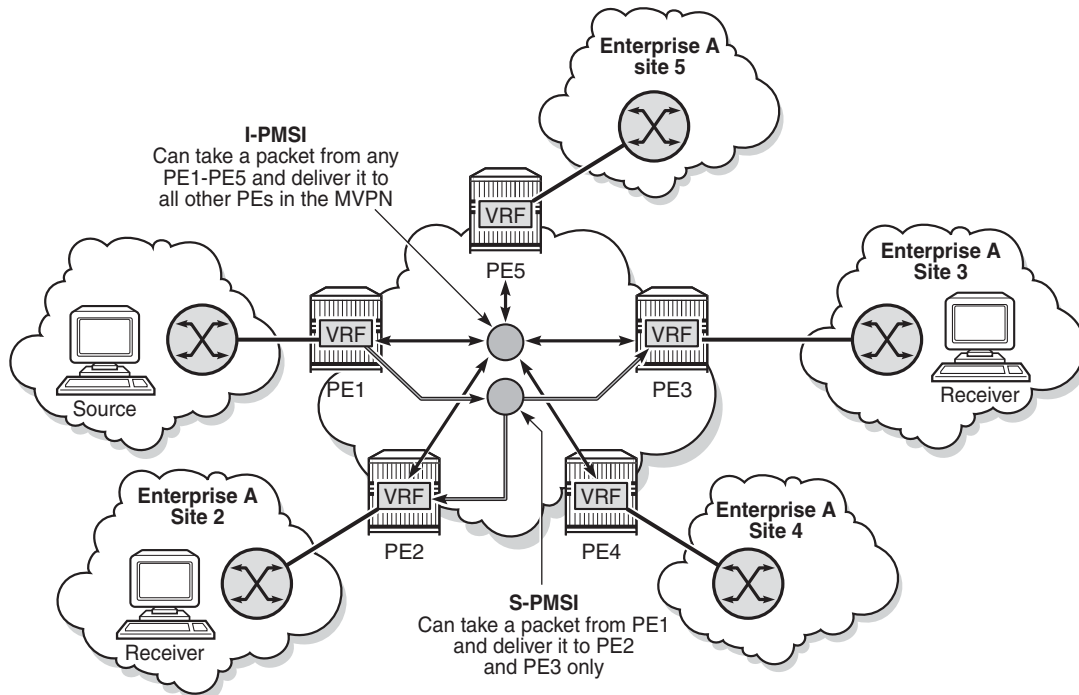 Enterprise A
site 5
I-PMSI
Can take a packet from any
PE1-PE5 and deliver it to
all other PEs in the MVPN
VRF
PE5
Enterprise A
Site 3
VRF
PE1
VRF
PE3
Source
Receiver
Enterprise A
Site 2
VRF
PE2
VRF
PE4
Enterprise A
Site 4
Receiver
S-PMSI
Can take a packet from PE1
and deliver it to PE2
and PE3 only